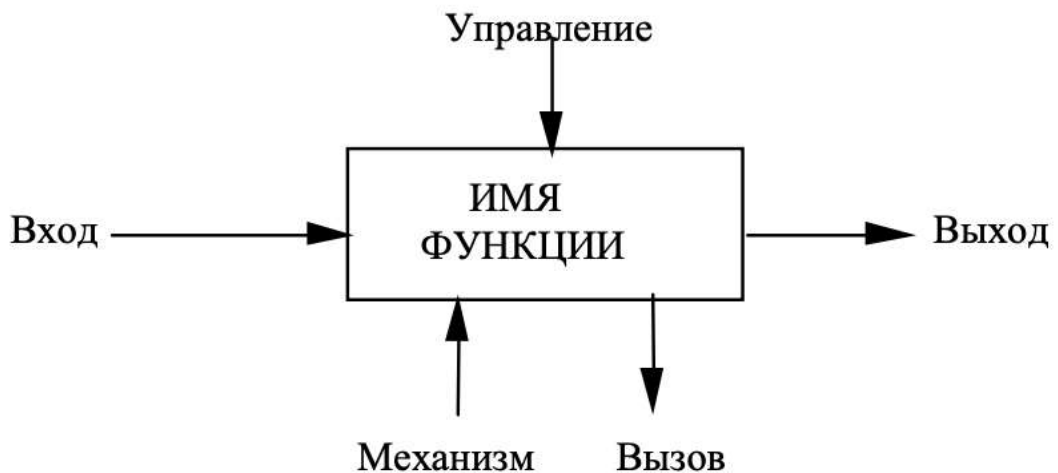 Управление
ИМЯ
ФУНКЦИИ
Вход
Выход
Механизм
Вызов